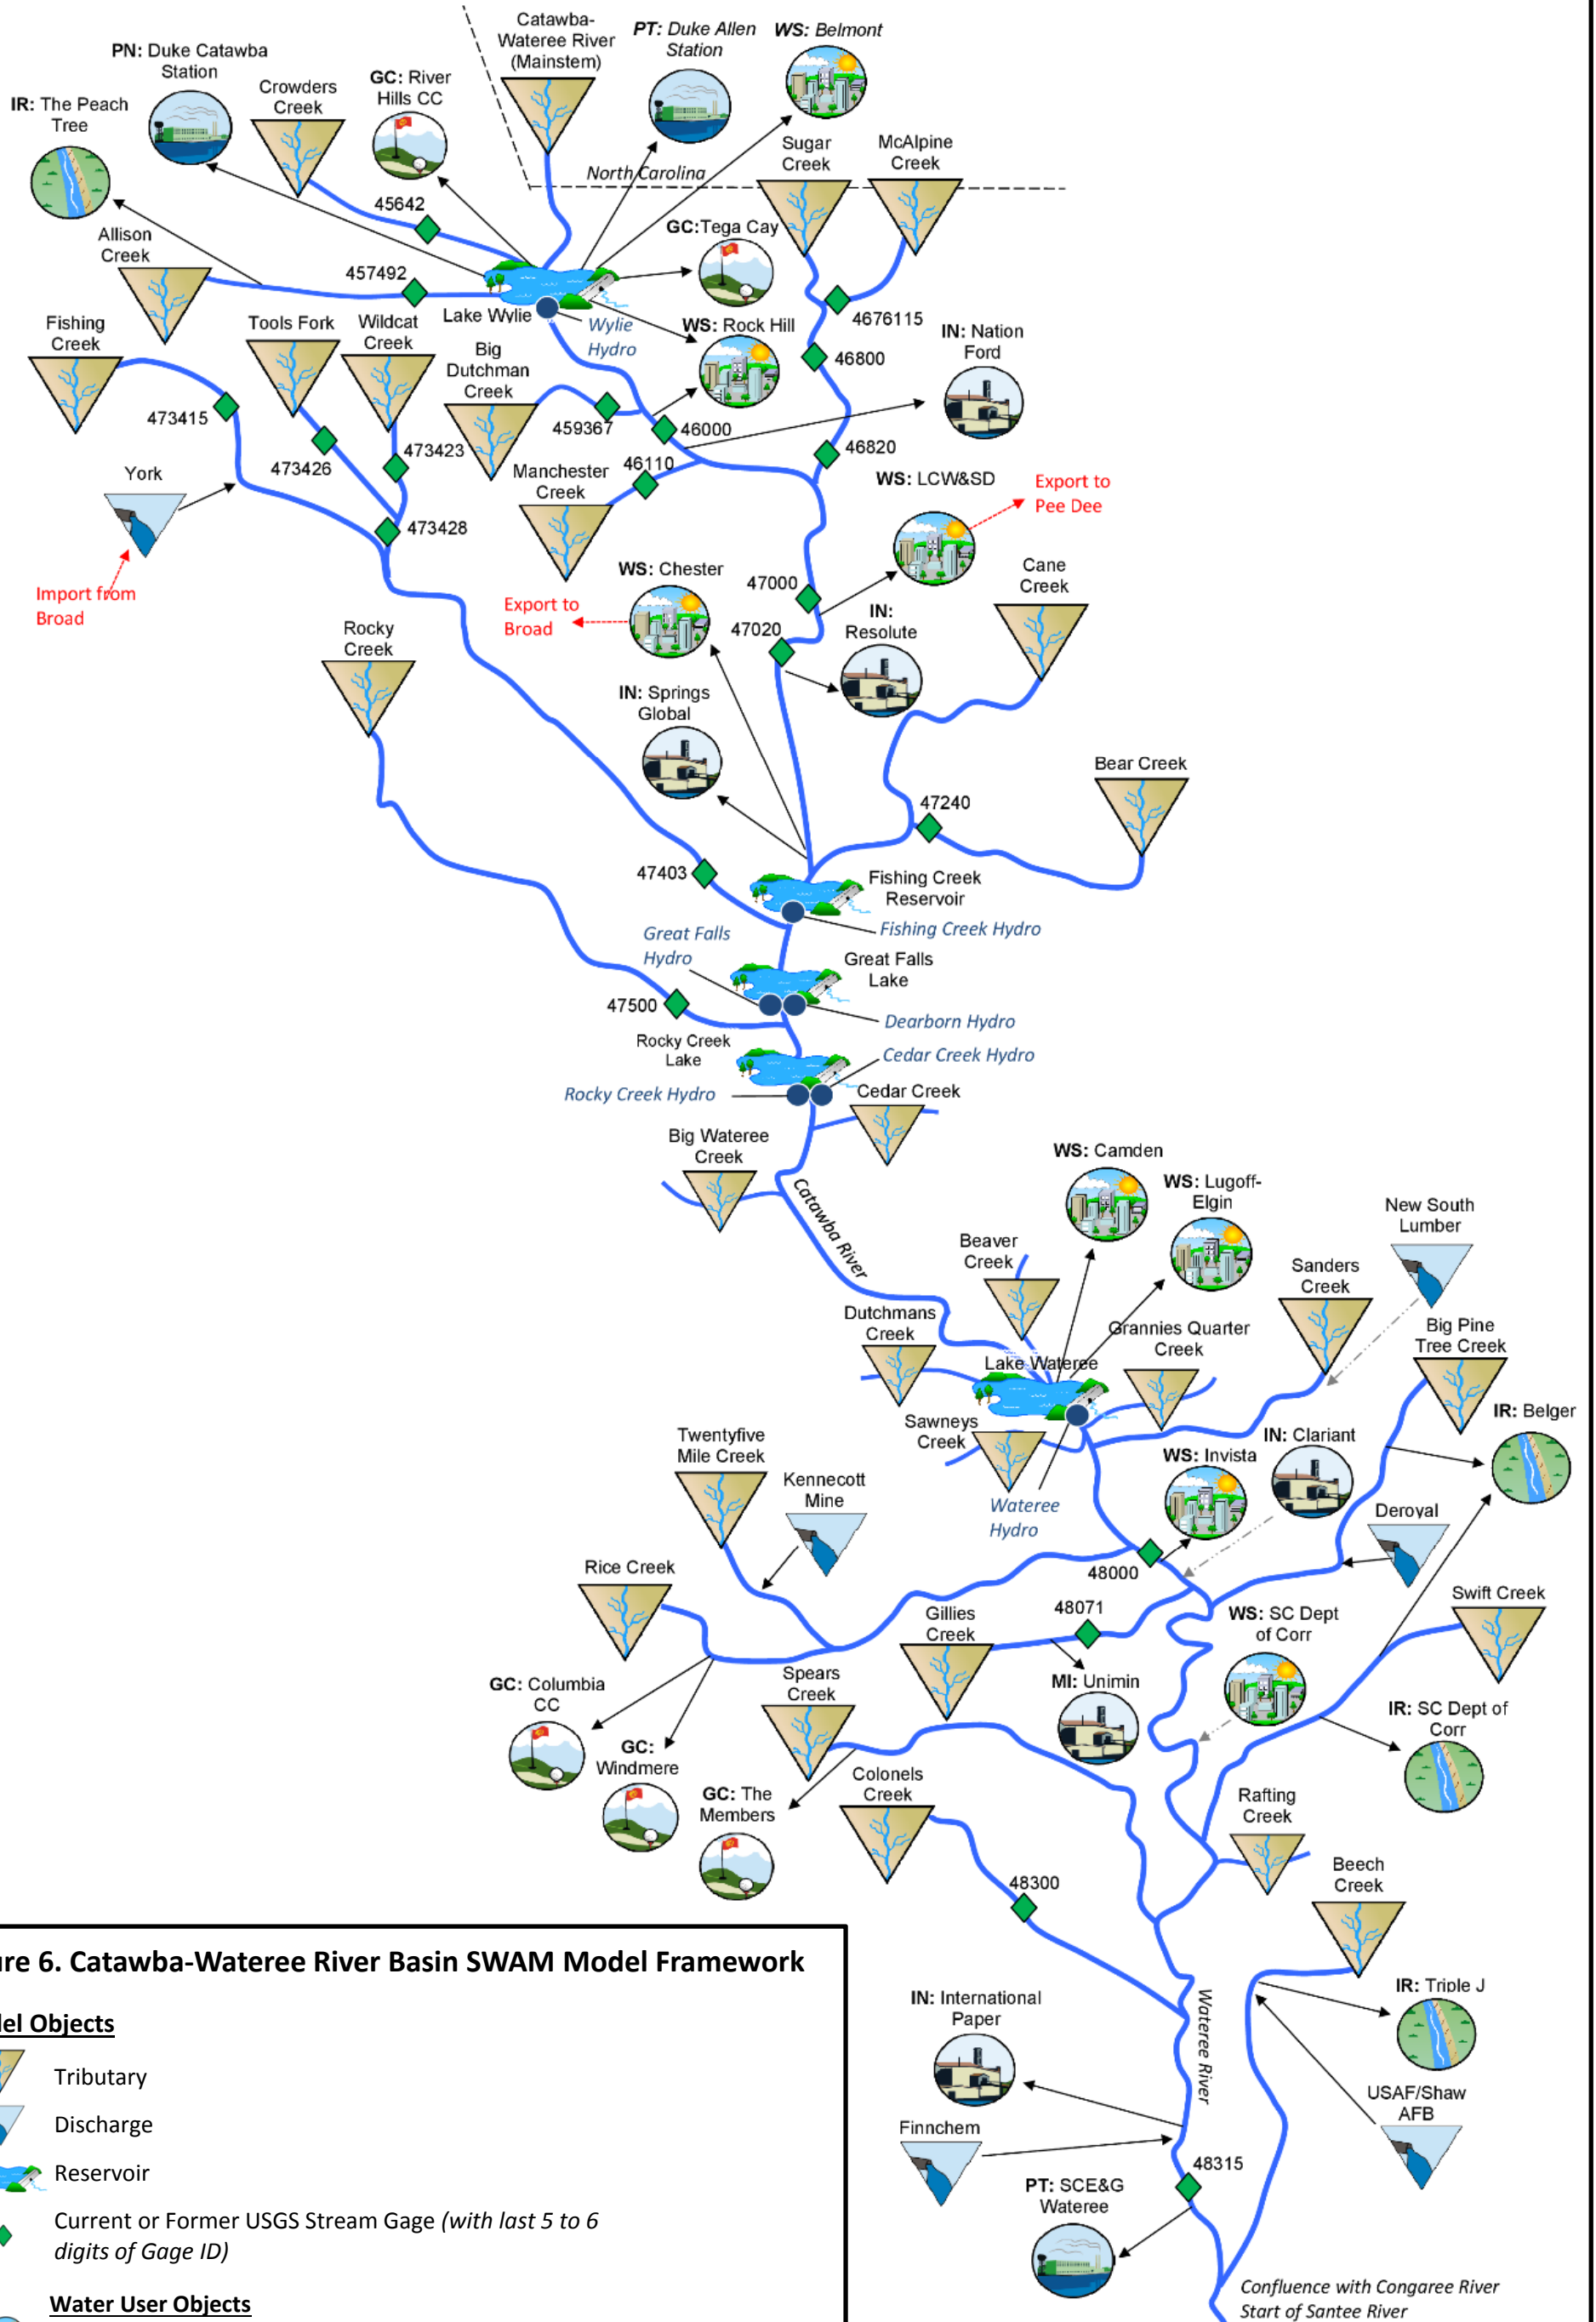 Catawba-
Wateree River
(Mainstem)
PT: Duke Allen
Station
WS: Belmont
PN: Duke Catawba
Station
Crowders
Creek
GC: River
Hills CC
IR: The Peach
Tree
Sugar
Creek
McAlpine
Creek
North Carolina
45642
Allison
Creek
GC:Tega Cay
457492
Lake Wylie
Wylie
Hydro
4676115
Fishing
Creek
Tools Fork
Wildcat
Creek
Big
Dutchman
Creek
WS: Rock Hill
46800
IN: Nation
Ford
473415
459367
46000
473426
473423
46110
46820
York
Manchester
Creek
WS: LCW&SD
Export to
Pee Dee
473428
Import from
Broad
WS: Chester
Export to
Broad
47000
Cane
Creek
IN:
Resolute
47020
Rocky
Creek
IN: Springs
Global
Bear Creek
47240
47403
Fishing Creek
Reservoir
Fishing Creek Hydro
Great Falls
Hydro
Great Falls
Lake
47500
Dearborn Hydro
Rocky Creek
Lake
Cedar Creek Hydro
Rocky Creek Hydro
Cedar Creek
Big Wateree
Creek
Catawba River
WS: Camden
WS: Lugoff-
Elgin
New South
Lumber
Beaver
Creek
Sanders
Creek
Dutchmans
Creek
Grannies Quarter
Creek
Big Pine
Tree Creek
Lake Wateree
Sawneys
Creek
IR: Belger
Twentyfive
Mile Creek
IN: Clariant
WS: Invista
Kennecott
Mine
Wateree
Hydro
Deroyal
48000
Rice Creek
Swift Creek
Gillies
Creek
48071
WS: SC Dept
of Corr
GC: Columbia
CC
Spears
Creek
MI: Unimin
IR: SC Dept of
Corr
GC:
Windmere
GC: The
Members
Colonels
Creek
Rafting
Creek
Beech
Creek
48300
ure 6. Catawba-Wateree River Basin SWAM Model Framework
IN: International
Paper
Wateree River
IR: Triple J
del Objects
Tributary
Discharge
Reservoir
Current or Former USGS Stream Gage (with last 5 to 6
digits of Gage ID)
Water User Objects
USAF/Shaw
AFB
Finnchem
48315
PT: SCE&G
Wateree
Confluence with Congaree River
Start of Santee River